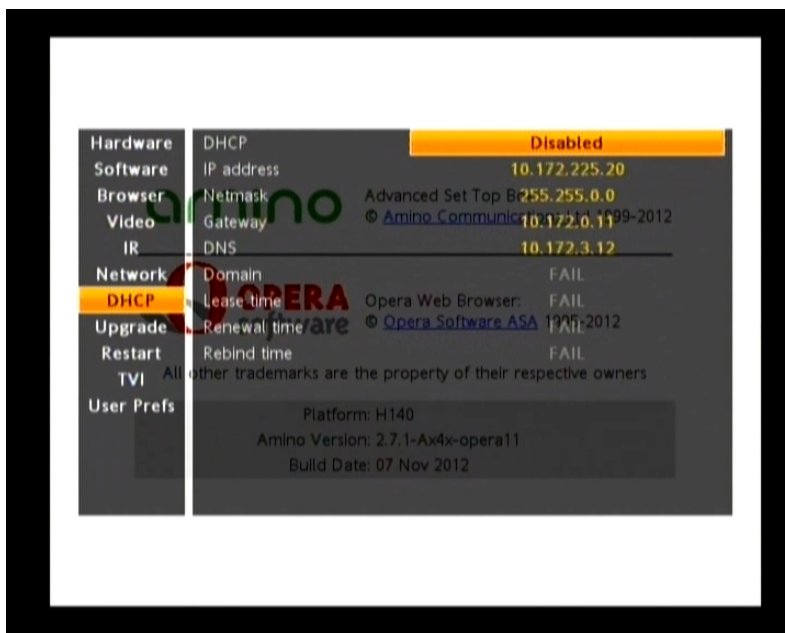 Hardware
Software
Browser
Video
IR
Network
DHCP
Upgrade
Restart
TVI
User Prefs
DHCP Disabled
IP address 10.172.225.20
Netmask 255.255.0.0
Gateway 10.172.0.11
DNS 10.172.3.12
Domain FAIL
Lease time FAIL
Renewal time FAIL
Rebind time FAIL
amino
Advanced Set Top
© Amino Communications Ltd 1999-2012
OPERA
software
Opera Web Browser:
© Opera Software ASA 1995-2012
All other trademarks are the property of their respective owners
Platform: H140
Amino Version: 2.7.1-Ax4x-opera11
Build Date: 07 Nov 2012